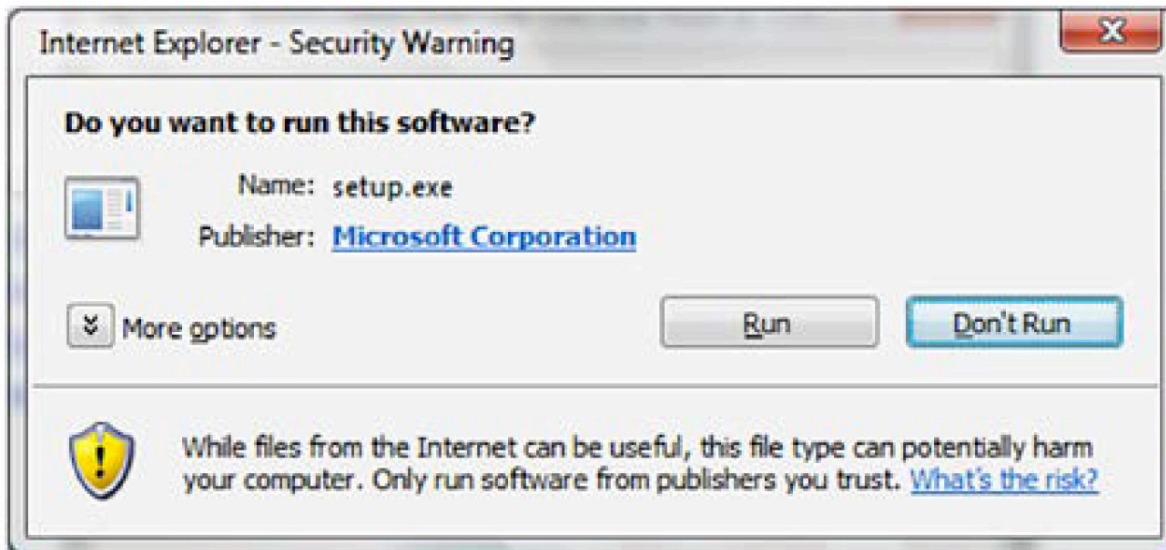 Internet Explorer - Security Warning
Do you want to run this software?
Name: setup.exe
Publisher: Microsoft Corporation
More options
Run
Don't Run
While files from the Internet can be useful, this file type can potentially harm
your computer. Only run software from publishers you trust. What's the risk?